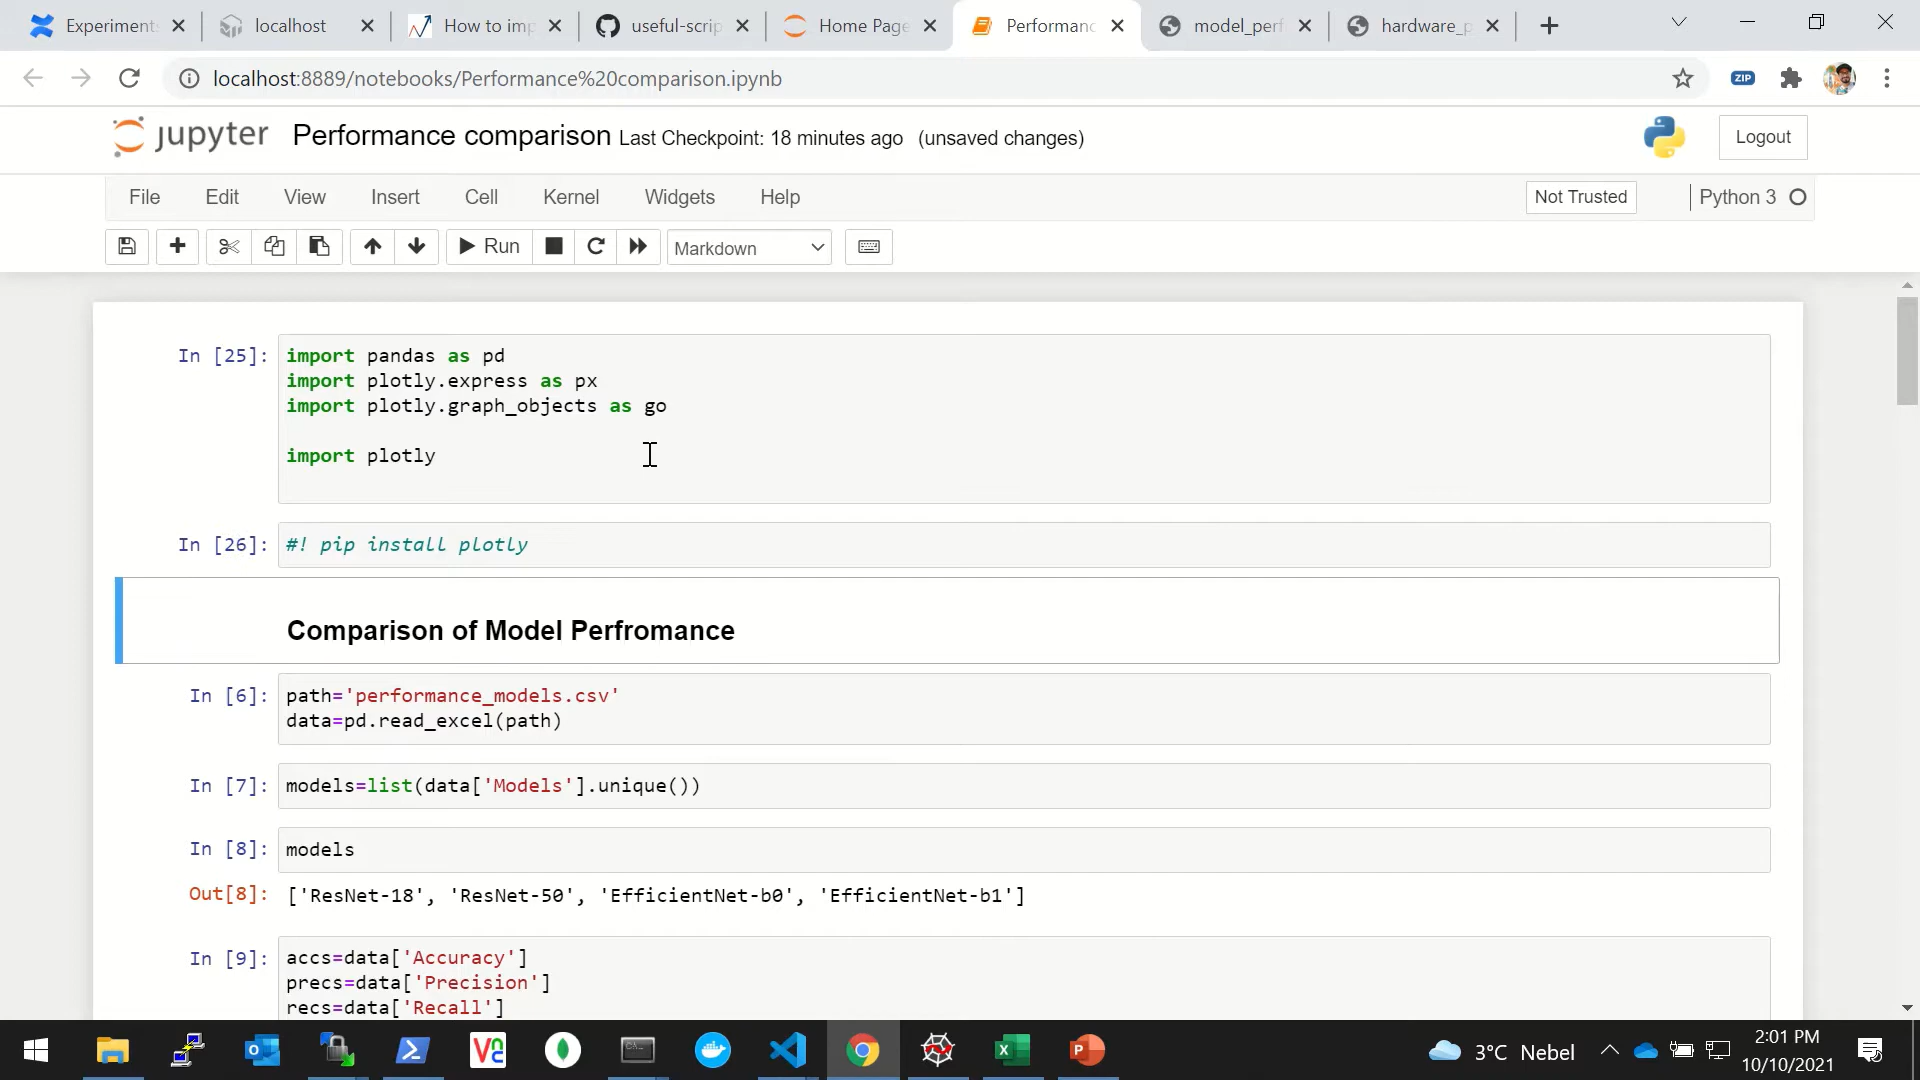 Experiments
localhost
How to imp
useful-scrip
Home Page
Performanc
model_perf
hardware_p
localhost:8889/notebooks/Performance%20comparison.ipynb
ZIP
jupyter Performance comparison Last Checkpoint: 18 minutes ago (unsaved changes)
Logout
File Edit View Insert Cell Kernel Widgets Help
Not Trusted
Python 3
Run
Markdown
In [25]: import pandas as pd
import plotly.express as px
import plotly.graph_objects as go
import plotly
In [26]: #! pip install plotly
Comparison of Model Perfromance
In [6]: path='performance_models.csv'
data=pd.read_excel(path)
In [7]: models=list(data['Models'].unique())
In [8]: models
Out[8]: ['ResNet-18', 'ResNet-50', 'EfficientNet-b0', 'EfficientNet-b1']
In [9]: accs=data['Accuracy']
precs=data['Precision']
recs=data['Recall']
3°C Nebel
2:01 PM
10/10/2021